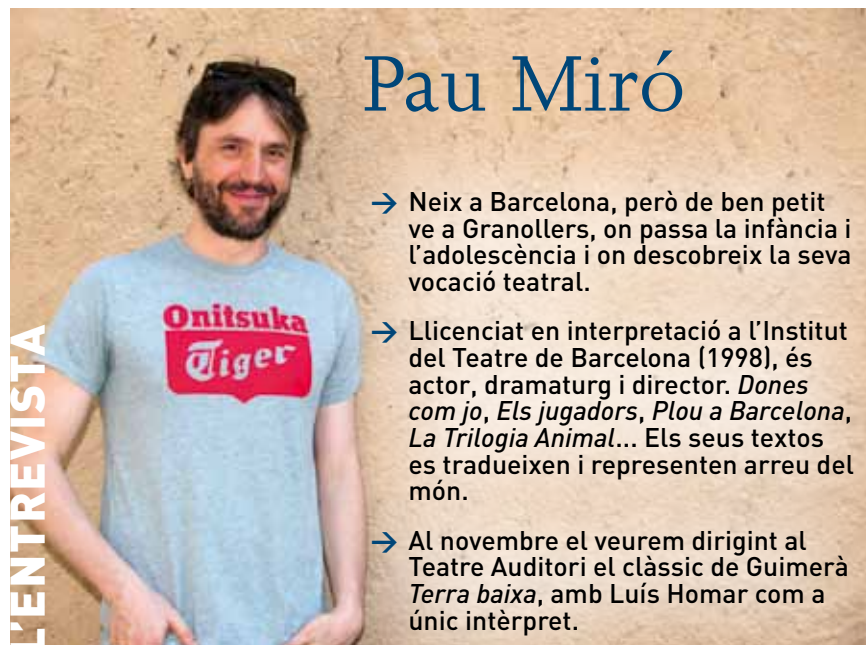 Pau Miró
→ Neix a Barcelona, però de ben petit
ve a Granollers, on passa la infància i
l'adolescència i on descobreix la seva
vocació teatral.
→ Llicenciat en interpretació a l'Institut
del Teatre de Barcelona (1998), és
actor, dramaturg i director. Dones
com jo, Els jugadors, Plou a Barcelona,
La Trilogia Animal... Els seus textos
es tradueixen i representen arreu del
món.
→ Al novembre el veurem dirigint al
Teatre Auditori el clàssic de Guimerà
Terra baixa, amb Luís Homar com a
únic intèrpret.
L'ENTREVISTA
Onitsuka
Tiger